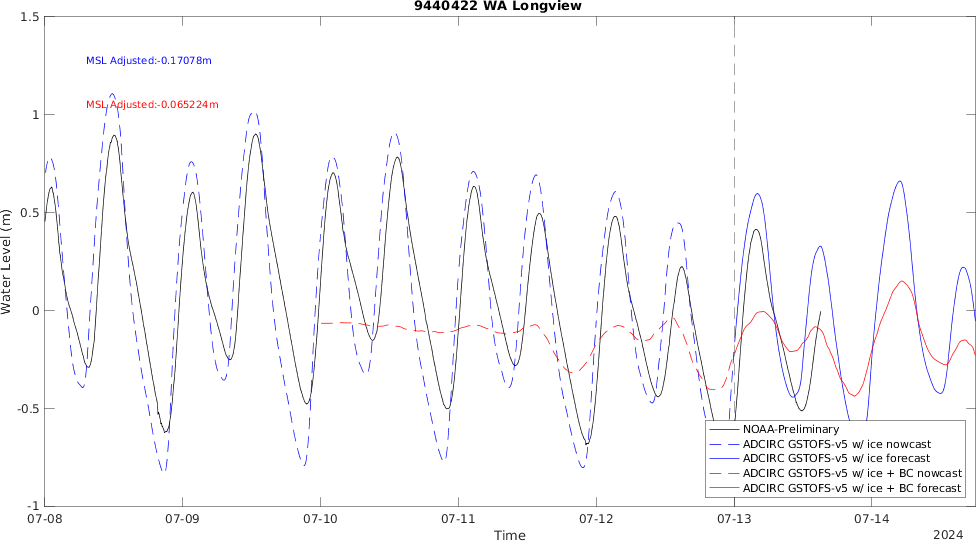 9440422 WA Longview
1.5
MSL Adjusted:-0.17078m
MSL Adjusted:-0.065224m
1
0.5
Water Level (m)
0
-0.5
NOAA-Preliminary
ADCIRC GSTOFS-v5 w/ ice nowcast
ADCIRC GSTOFS-v5 w/ ice forecast
ADCIRC GSTOFS-v5 w/ ice + BC nowcast
ADCIRC GSTOFS-v5 w/ ice + BC forecast
-1
07-08 07-09 07-10 07-11 07-12 07-13 07-14
Time
2024